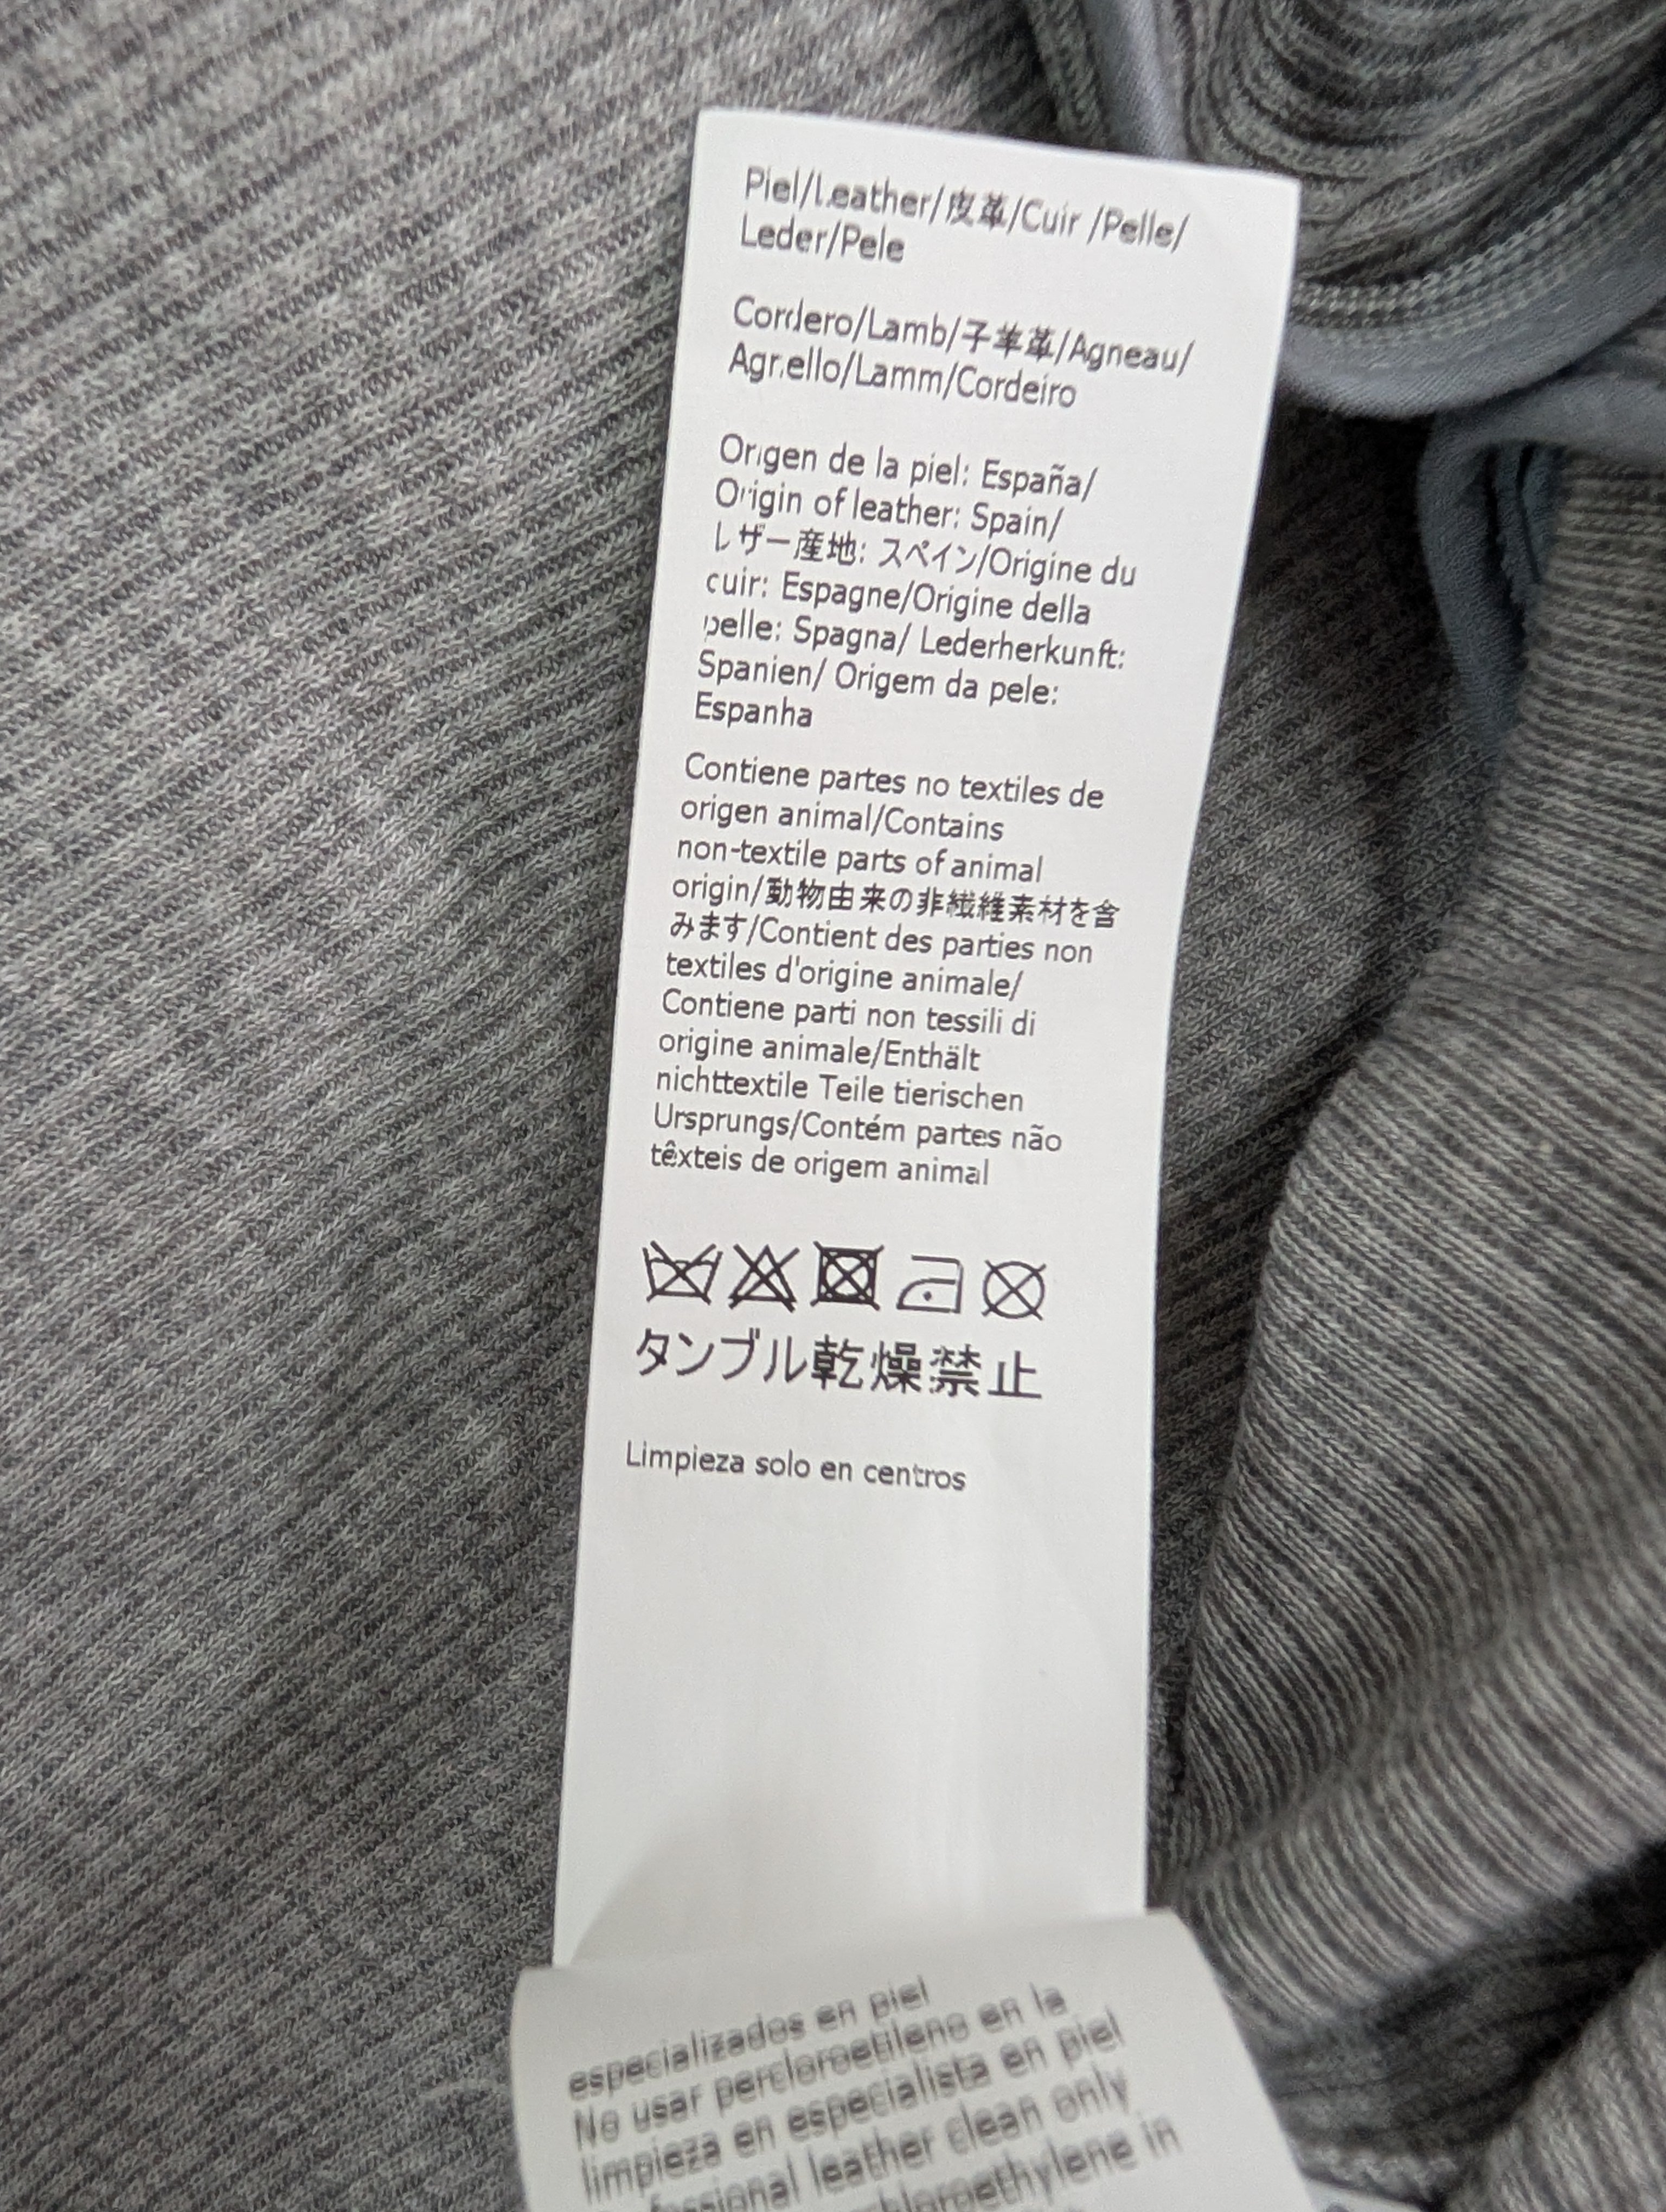 Piel/Leather/皮革/Cuir /Pelle/
Leder/Pele
Cordero/Lamb/子羊革/Agneau/
Agnello/Lamm/Cordeiro
Origen de la piel: España/
Origin of leather: Spain/
レザー産地: スペイン/Origine du
cuir: Espagne/Origine della
pelle: Spagna/ Lederherkunft:
Spanien/ Origem da pele:
Espanha
Contiene partes no textiles de
origen animal/Contains
non-textile parts of animal
origin/動物由来の非繊維素材を含
みます/Contient des parties non
textiles d'origine animale/
Contiene parti non tessili di
origine animale/Enthält
nichttextile Teile tierischen
Ursprungs/Contém partes não
têxteis de origem animal
タンブル乾燥禁止
Limpieza solo en centros
especializados en piel
No usar percloroetileno en la
limpieza en especialista en piel
leather clean only
in